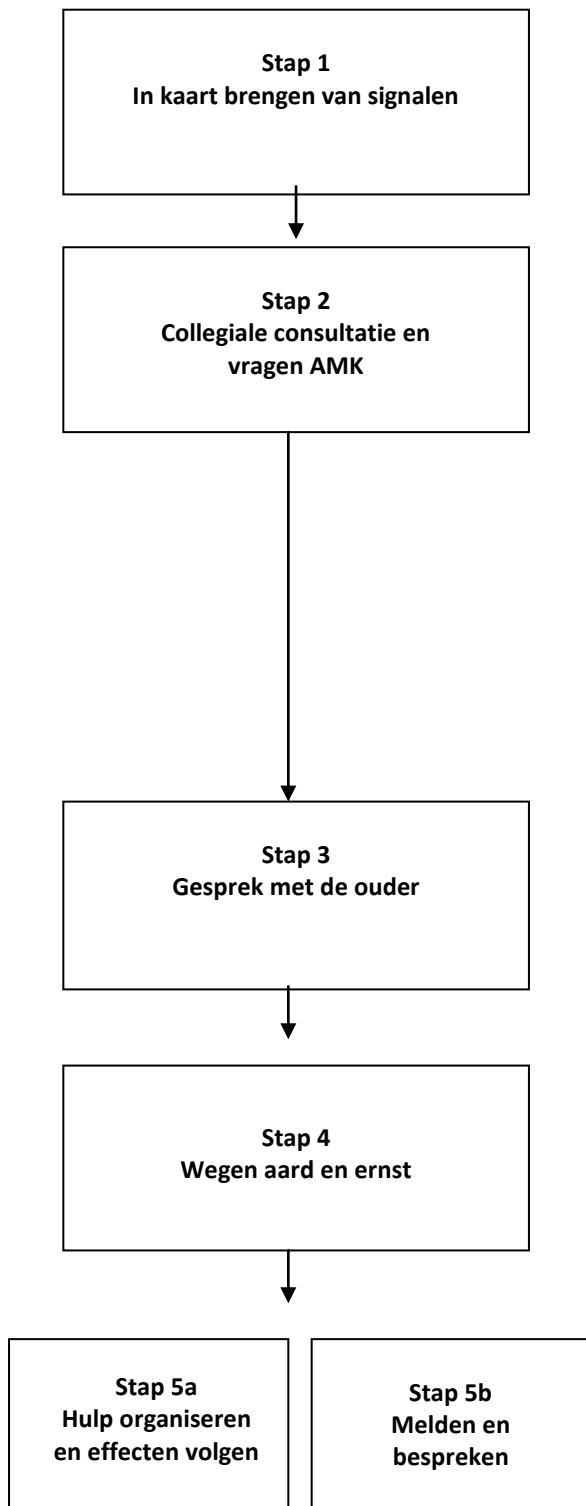 Stap 1
In kaart brengen van signalen
Stap 2
Collegiale consultatie en
vragen AMK
Stap 3
Gesprek met de ouder
Stap 4
Wegen aard en ernst
Stap 5a
Hulp organiseren
en effecten volgen
Stap 5b
Melden en
bespreken